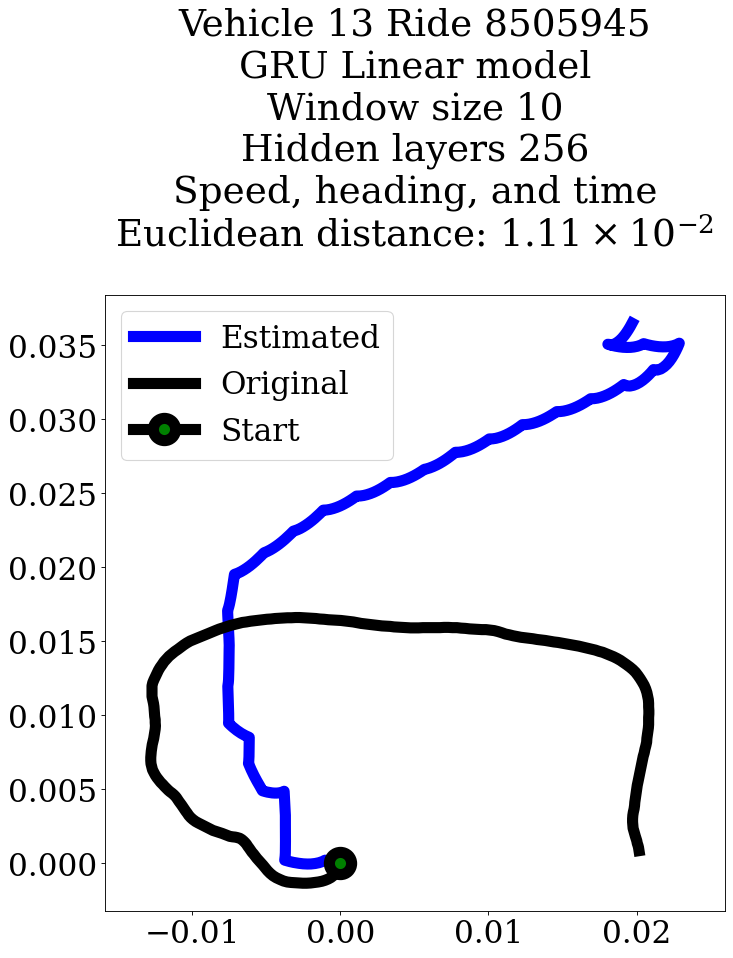 Vehicle 13 Ride 8505945
GRU Linear model
Window size 10
Hidden layers 256
Speed, heading, and time
Euclidean distance: 1.11 × 10⁻²
Estimated
Original
Start
0.035
0.030
0.025
0.020
0.015
0.010
0.005
0.000
−0.01 0.00 0.01 0.02